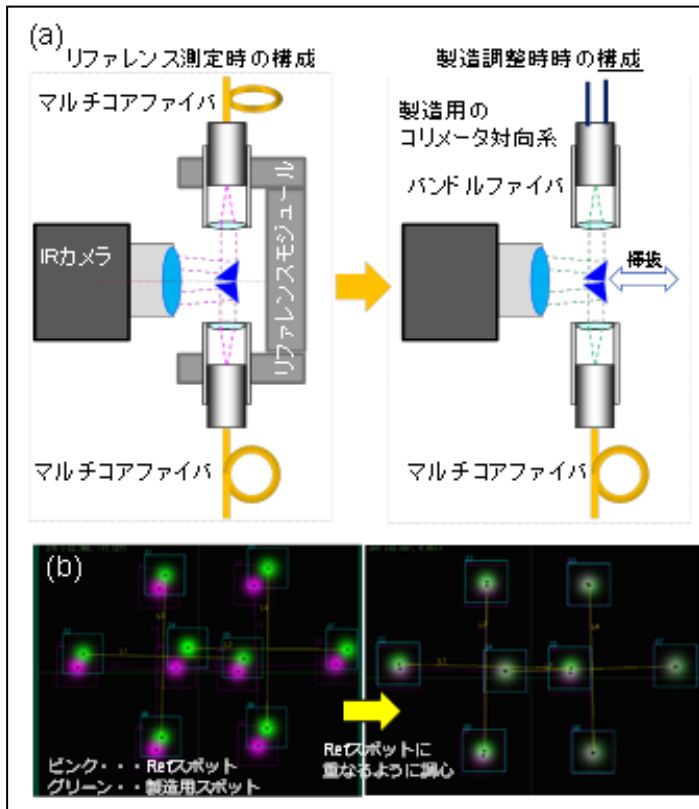 (a)
リファレンス測定時の構成
マルチコアファイバ
IRカメラ
リファレンスモジュール
マルチコアファイバ
製造調整時時の構成
製造用の
コリメータ対向系
バンドルファイバ
マルチコアファイバ
(b)
ピンク・・・Refスポット
グリーン・・製造用スポット
Refスポットに
重なるように調心